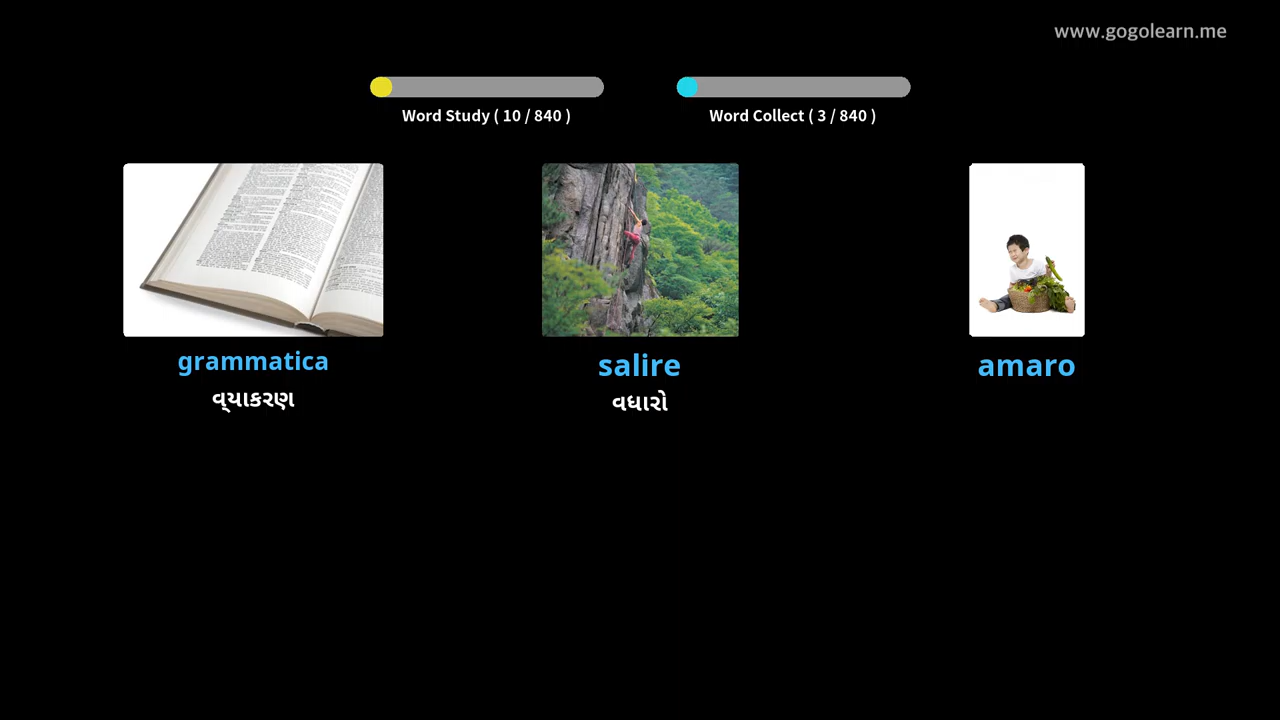 www.gogolearn.me
Word Study ( 10 / 840 )
Word Collect ( 3 / 840 )
grammatica
salire
amaro
વ્યાકરણ
વધારો